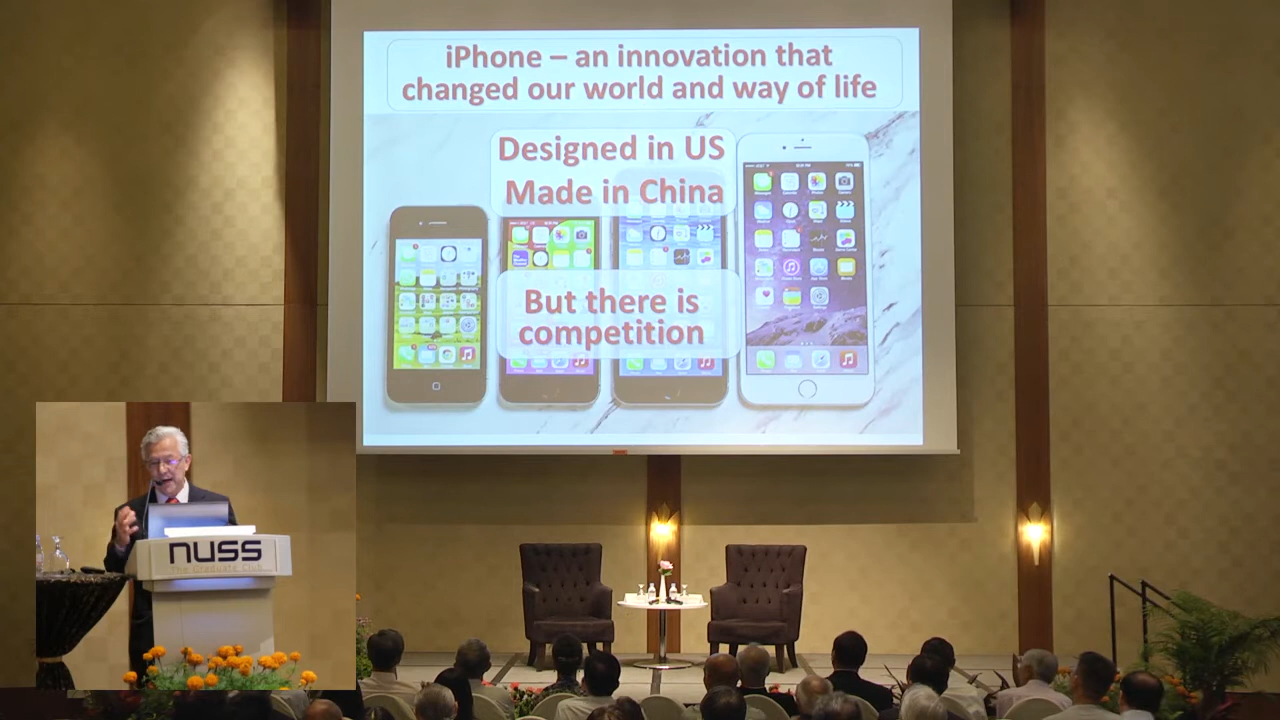 iPhone – an innovation that
changed our world and way of life
Designed in US
Made in China
But there is
competition
nuss
The Graduate Club